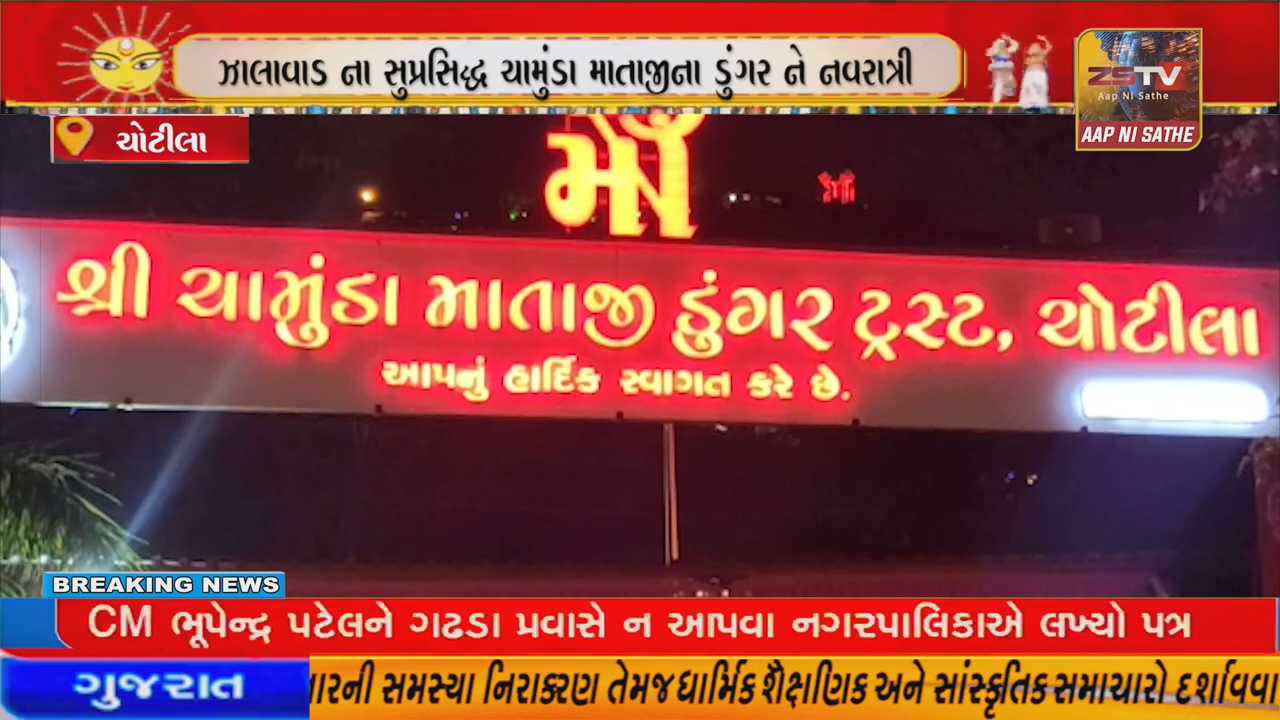 ઝાલાવાડ ના સુપ્રસિદ્ધ ચામુંડા માતાજીના ડુંગર ને નવરાત્રી
ZSTV
Aap Ni Sathe
AAP NI SATHE
ચોટીલા
માઁ
માઁ
શ્રી ચામુંડા માતાજી ડુંગર ટ્રસ્ટ, ચોટીલા
આપનું હાર્દિક સ્વાગત કરે છે.
BREAKING NEWS
CM ભૂપેન્દ્ર પટેલને ગઢડા પ્રવાસે ન આપવા નગરપાલિકાએ લખ્યો પત્ર
ગુજરાત
સમસ્યા નિરાકરણ તેમજ ધાર્મિક શૈક્ષણિક અને સાંસ્કૃતિક સમાચારો દર્શાવવા